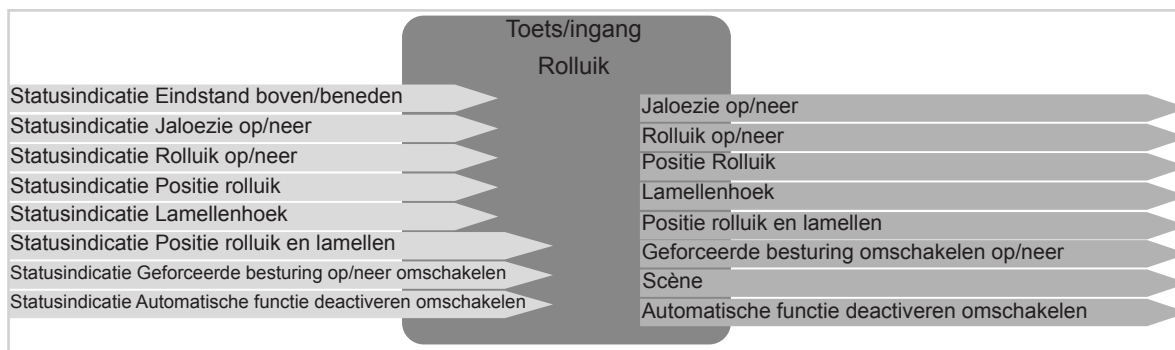 Toets/ingang
Rolluik
Statusindicatie Eindstand boven/beneden
Statusindicatie Jaloezie op/neer
Statusindicatie Rolluik op/neer
Statusindicatie Positie rolluik
Statusindicatie Lamellenhoek
Statusindicatie Positie rolluik en lamellen
Statusindicatie Geforceerde besturing op/neer omschakelen
Statusindicatie Automatische functie deactiveren omschakelen
Jaloezie op/neer
Rolluik op/neer
Positie Rolluik
Lamellenhoek
Positie rolluik en lamellen
Geforceerde besturing omschakelen op/neer
Scène
Automatische functie deactiveren omschakelen